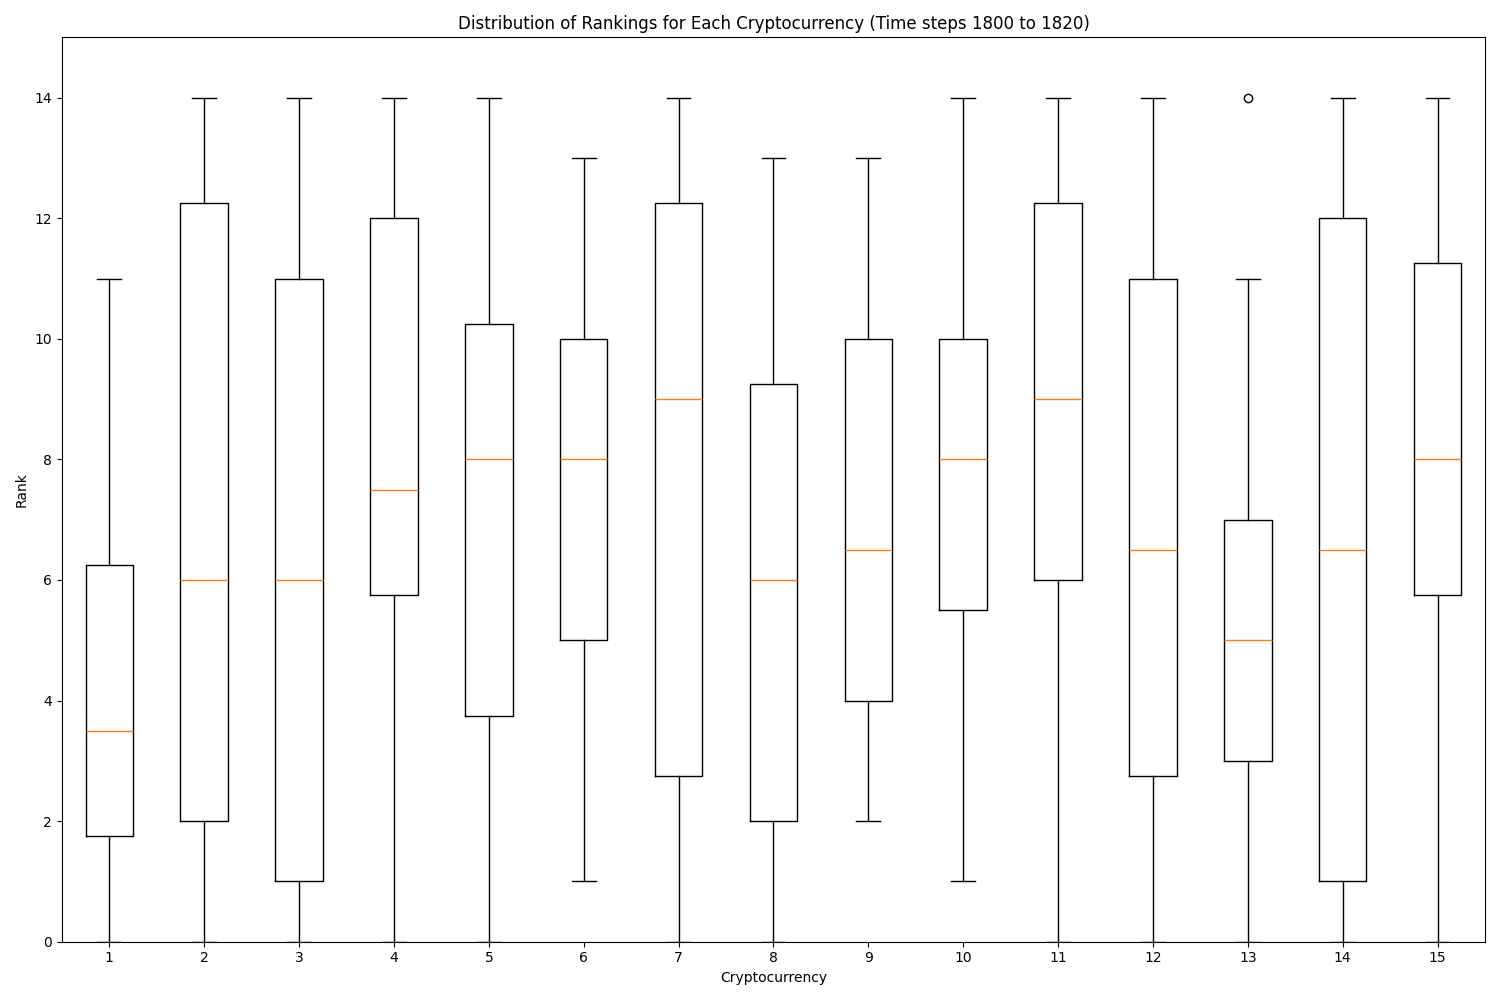 Distribution of Rankings for Each Cryptocurrency (Time steps 1800 to 1820)
Rank
14
12
10
8
6
4
2
0
1 2 3 4 5 6 7 8 9 10 11 12 13 14 15
Cryptocurrency